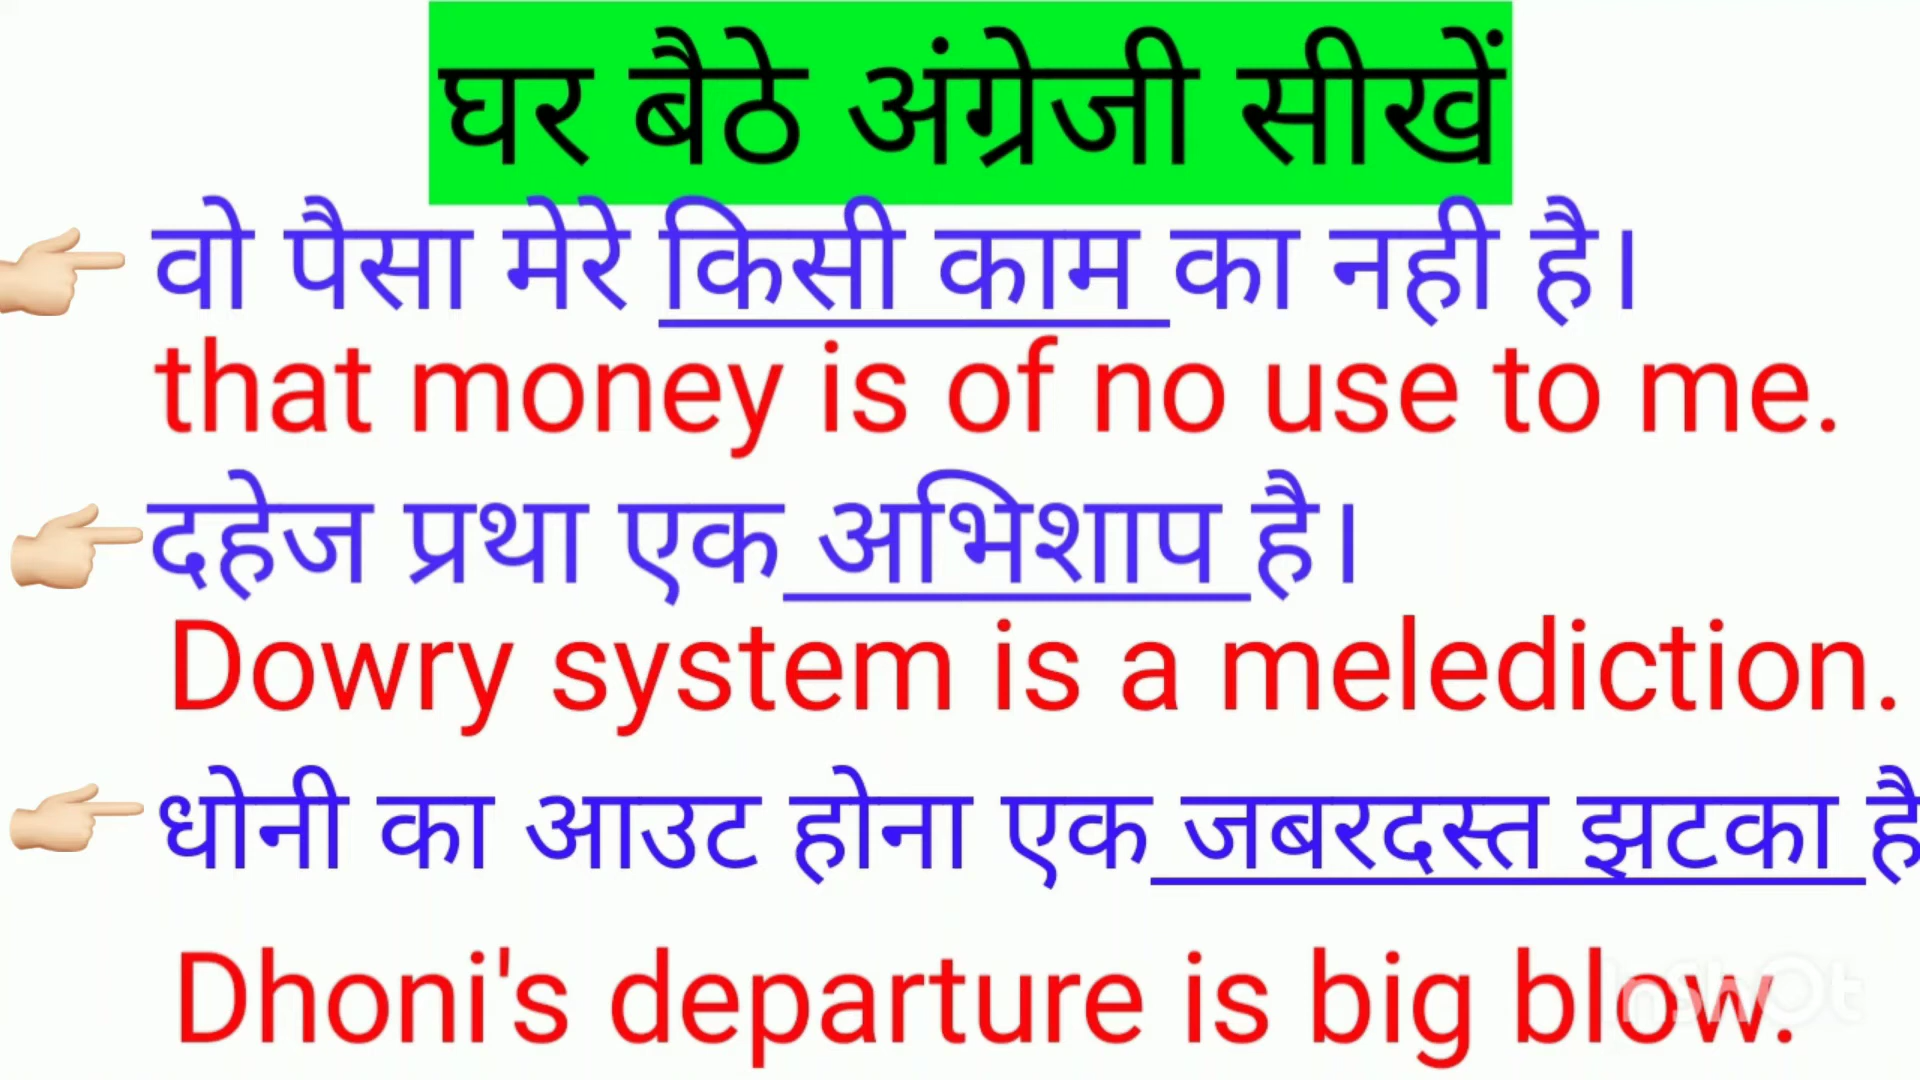 घर बैठे अंग्रेजी सीखें
वो पैसा मेरे किसी काम का नही है।
that money is of no use to me.
दहेज प्रथा एक अभिशाप है।
Dowry system is a melediction.
धोनी का आउट होना एक जबरदस्त झटका है
Dhoni's departure is big blow.
InShOt